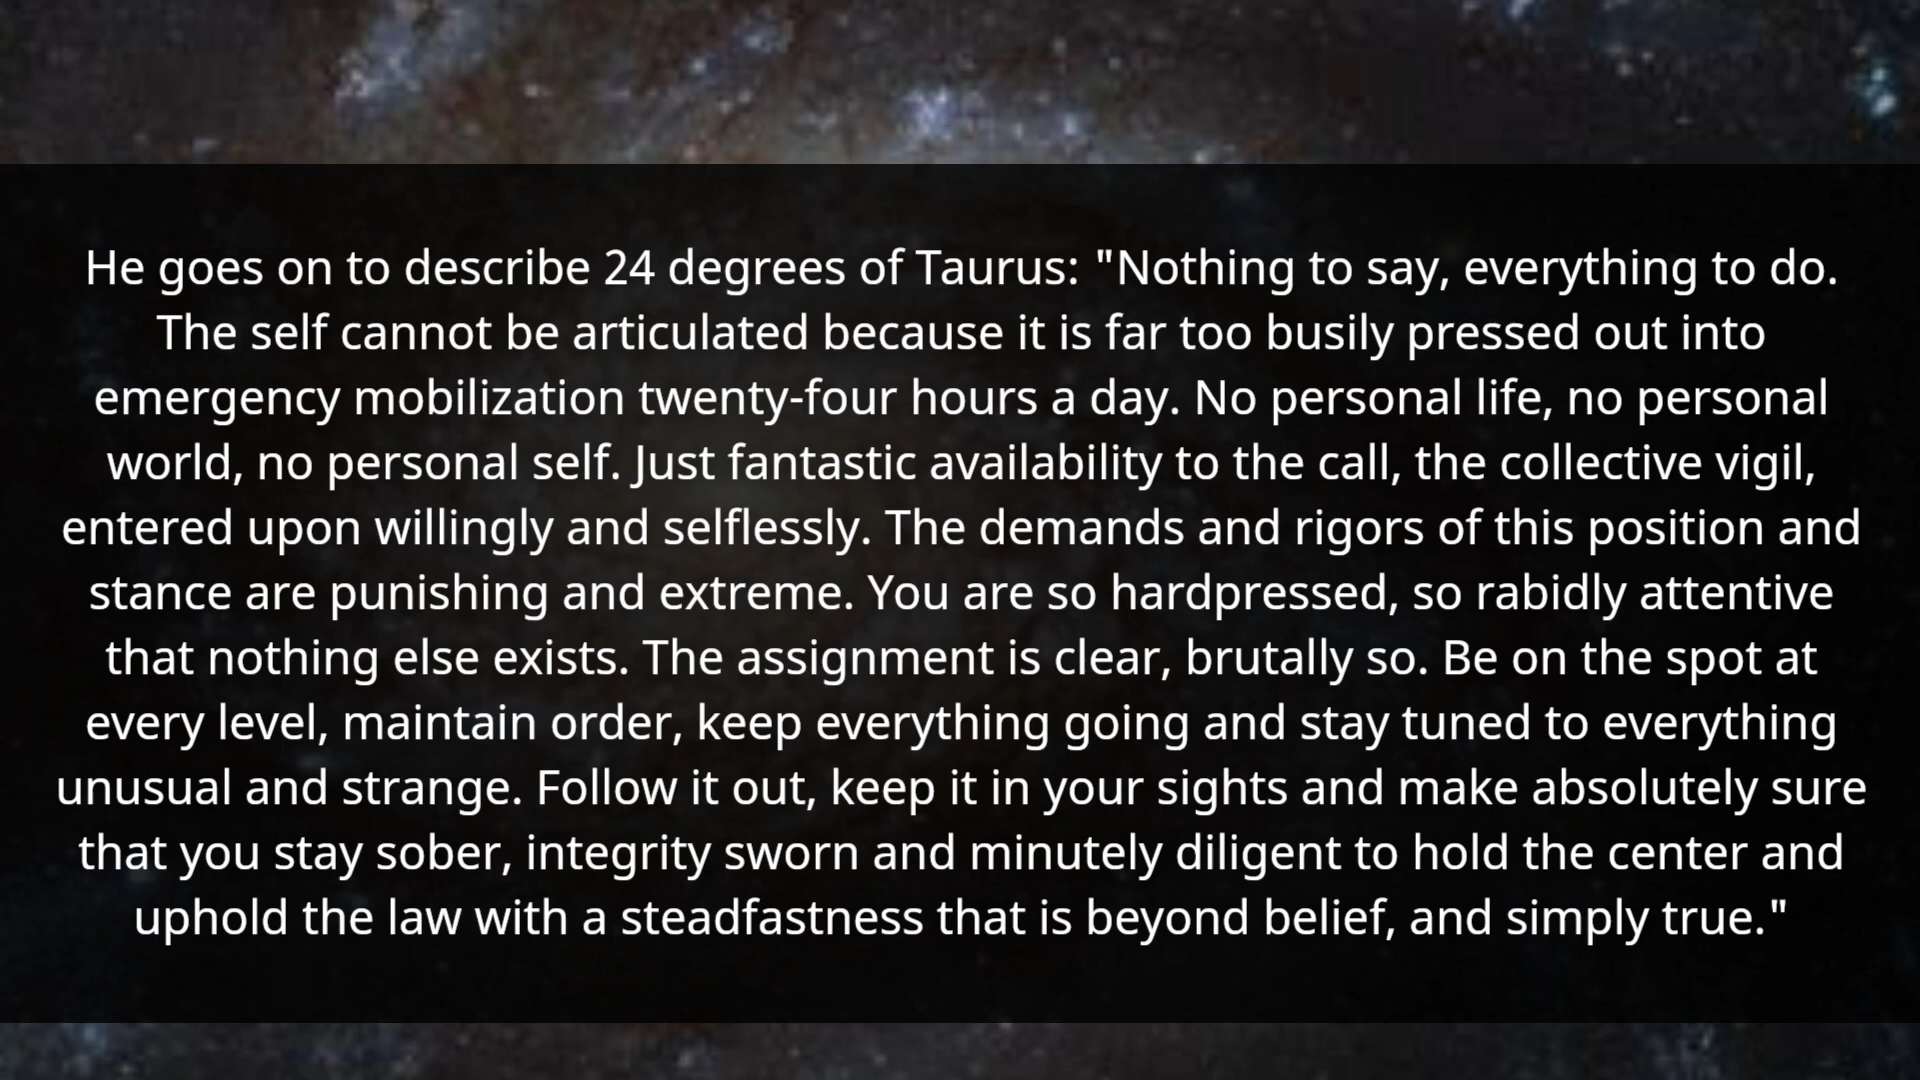 He goes on to describe 24 degrees of Taurus: "Nothing to say, everything to do.
The self cannot be articulated because it is far too busily pressed out into
emergency mobilization twenty-four hours a day. No personal life, no personal
world, no personal self. Just fantastic availability to the call, the collective vigil,
entered upon willingly and selflessly. The demands and rigors of this position and
stance are punishing and extreme. You are so hardpressed, so rabidly attentive
that nothing else exists. The assignment is clear, brutally so. Be on the spot at
every level, maintain order, keep everything going and stay tuned to everything
unusual and strange. Follow it out, keep it in your sights and make absolutely sure
that you stay sober, integrity sworn and minutely diligent to hold the center and
uphold the law with a steadfastness that is beyond belief, and simply true."